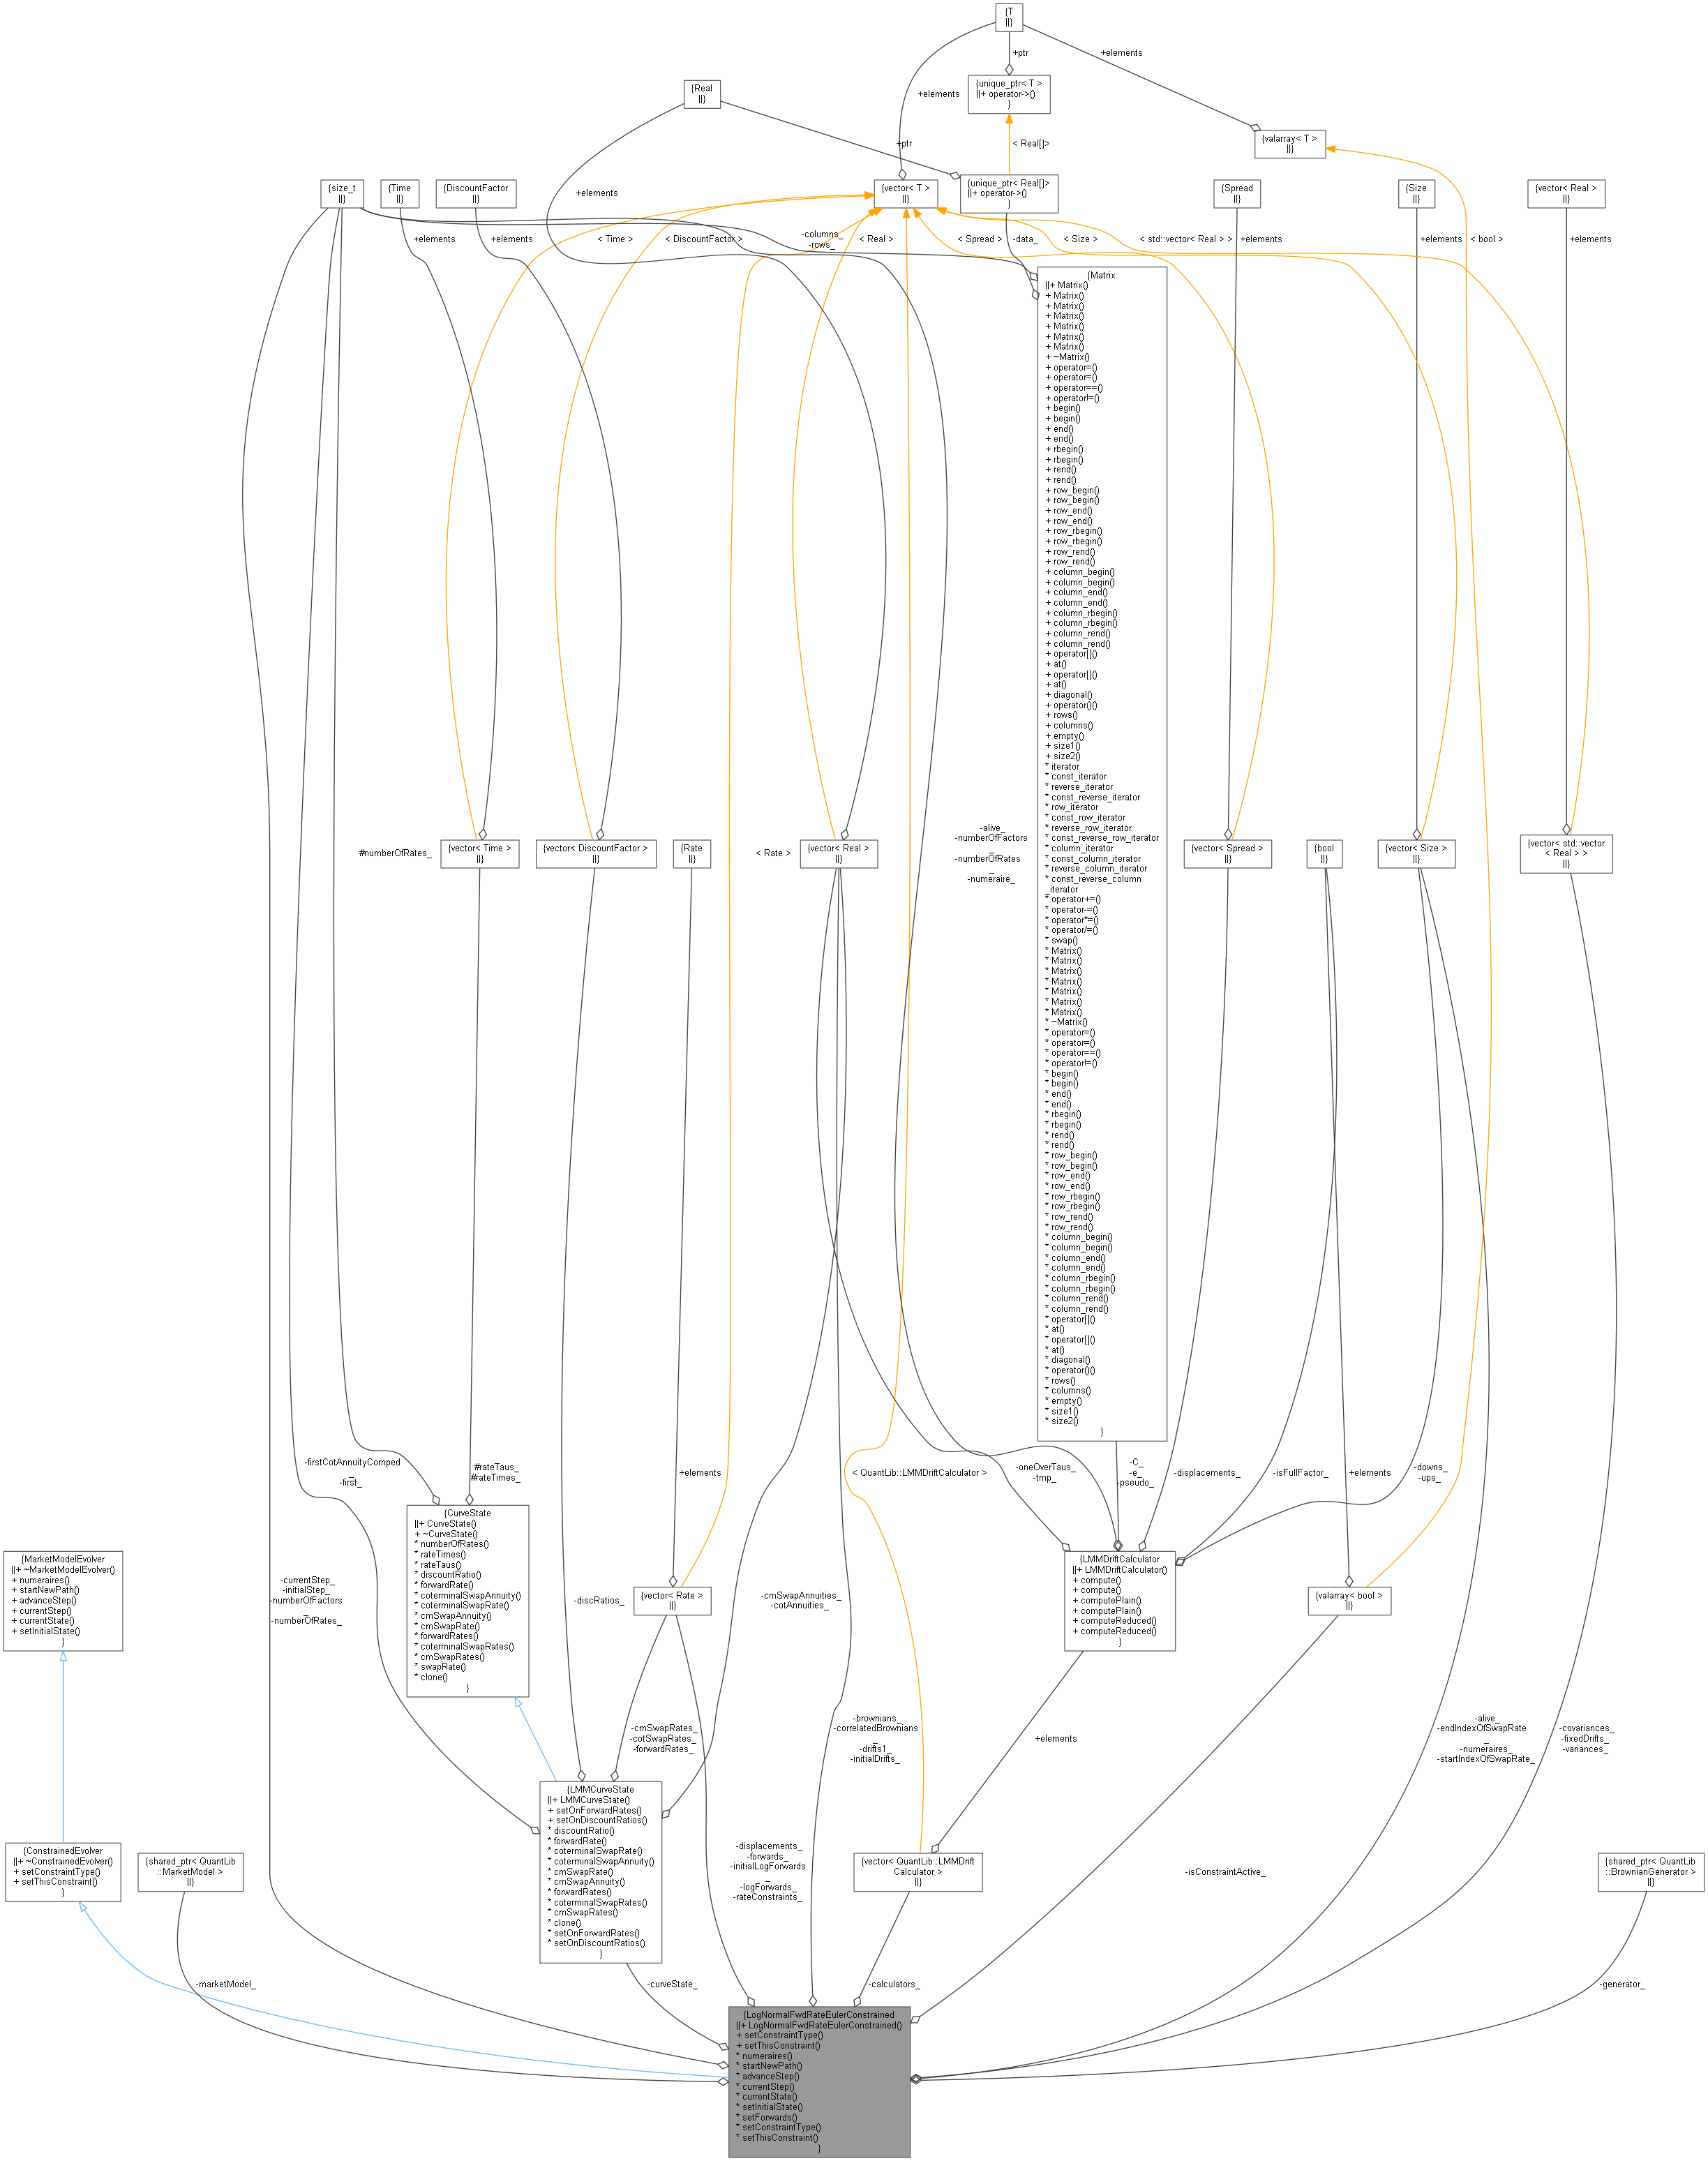 {T
||}
+ptr
+elements
{unique_ptr< T >
||+ operator->()
}
{Real
||}
+elements
{valarray< T >
||}
+ptr
< Real[]>
{size_t
||}
{Time
||}
{DiscountFactor
||}
+elements
{vector< T >
||}
{unique_ptr< Real[]>
||+ operator->()
}
{Spread
||}
{Size
||}
{vector< Real >
||}
+elements
+elements
< Time >
< DiscountFactor >
-columns_
-rows_
< Real >
< Spread >
-data_
< Size >
< std::vector< Real > >
+elements
+elements
< bool >
+elements
{Matrix
||+ Matrix()
+ Matrix()
+ Matrix()
+ Matrix()
+ Matrix()
+ Matrix()
+ Matrix()
+ ~Matrix()
+ operator=()
+ operator=()
+ operator==()
+ operator!=()
+ begin()
+ begin()
+ end()
+ end()
+ rbegin()
+ rbegin()
+ rend()
+ rend()
+ row_begin()
+ row_begin()
+ row_end()
+ row_end()
+ row_rbegin()
+ row_rbegin()
+ row_rend()
+ row_rend()
+ column_begin()
+ column_begin()
+ column_end()
+ column_end()
+ column_rbegin()
+ column_rbegin()
+ column_rend()
+ column_rend()
+ operator[]()
+ at()
+ operator[]()
+ at()
+ diagonal()
+ operator()()
+ rows()
+ columns()
+ empty()
+ size1()
+ size2()
* iterator
* const_iterator
* reverse_iterator
* const_reverse_iterator
* row_iterator
* const_row_iterator
* reverse_row_iterator
* const_reverse_row_iterator
* column_iterator
* const_column_iterator
* reverse_column_iterator
* const_reverse_column
_iterator
* operator+=()
* operator-=()
* operator*=()
* operator/=()
* swap()
* Matrix()
* Matrix()
* Matrix()
* Matrix()
* Matrix()
* Matrix()
* Matrix()
* ~Matrix()
* operator=()
* operator=()
* operator==()
* operator!=()
* begin()
* begin()
* end()
* end()
* rbegin()
* rbegin()
* rend()
* rend()
* row_begin()
* row_begin()
* row_end()
* row_end()
* row_rbegin()
* row_rbegin()
* row_rend()
* row_rend()
* column_begin()
* column_begin()
* column_end()
* column_end()
* column_rbegin()
* column_rbegin()
* column_rend()
* column_rend()
* operator[]()
* at()
* operator[]()
* at()
* diagonal()
* operator()()
* rows()
* columns()
* empty()
* size1()
* size2()
}
#numberOfRates_
{vector< Time >
||}
{vector< DiscountFactor >
||}
{Rate
||}
< Rate >
{vector< Real >
||}
-alive_
-numberOfFactors
_
-numberOfRates
_
-numeraire_
{vector< Spread >
||}
{bool
||}
{vector< Size >
||}
{vector< std::vector
< Real > >
||}
-firstCotAnnuityComped
_
-first_
#rateTaus_
#rateTimes_
+elements
< QuantLib::LMMDriftCalculator >
-oneOverTaus_
-tmp_
-C_
-e_
-pseudo_
-displacements_
-isFullFactor_
+elements
-downs_
-ups_
{CurveState
||+ CurveState()
+ ~CurveState()
* numberOfRates()
* rateTimes()
* rateTaus()
* discountRatio()
* forwardRate()
* coterminalSwapAnnuity()
* coterminalSwapRate()
* cmSwapAnnuity()
* cmSwapRate()
* forwardRates()
* coterminalSwapRates()
* cmSwapRates()
* swapRate()
* clone()
}
{MarketModelEvolver
||+ ~MarketModelEvolver()
+ numeraires()
+ startNewPath()
+ advanceStep()
+ currentStep()
+ currentState()
+ setInitialState()
}
-currentStep_
-initialStep_
-numberOfFactors
_
-numberOfRates_
-discRatios_
{vector< Rate >
||}
-cmSwapAnnuities_
-cotAnnuities_
{LMMDriftCalculator
||+ LMMDriftCalculator()
+ compute()
+ compute()
+ computePlain()
+ computePlain()
+ computeReduced()
+ computeReduced()
}
{valarray< bool >
||}
-cmSwapRates_
-cotSwapRates_
-forwardRates_
-brownians_
-correlatedBrownians
_
-drifts1_
-initialDrifts_
+elements
-alive_
-endIndexOfSwapRate
_
-numeraires_
-startIndexOfSwapRate_
-covariances_
-fixedDrifts_
-variances_
{LMMCurveState
||+ LMMCurveState()
+ setOnForwardRates()
+ setOnDiscountRatios()
* discountRatio()
* forwardRate()
* coterminalSwapRate()
* coterminalSwapAnnuity()
* cmSwapRate()
* cmSwapAnnuity()
* forwardRates()
* coterminalSwapRates()
* cmSwapRates()
* clone()
* setOnForwardRates()
* setOnDiscountRatios()
}
{ConstrainedEvolver
||+ ~ConstrainedEvolver()
+ setConstraintType()
+ setThisConstraint()
}
{shared_ptr< QuantLib
::MarketModel >
||}
-displacements_
-forwards_
-initialLogForwards
_
-logForwards_
-rateConstraints_
{vector< QuantLib::LMMDrift
Calculator >
||}
-isConstraintActive_
{shared_ptr< QuantLib
::BrownianGenerator >
||}
-marketModel_
-curveState_
-calculators_
-generator_
{LogNormalFwdRateEulerConstrained
||+ LogNormalFwdRateEulerConstrained()
+ setConstraintType()
+ setThisConstraint()
* numeraires()
* startNewPath()
* advanceStep()
* currentStep()
* currentState()
* setInitialState()
* setForwards()
* setConstraintType()
* setThisConstraint()
}